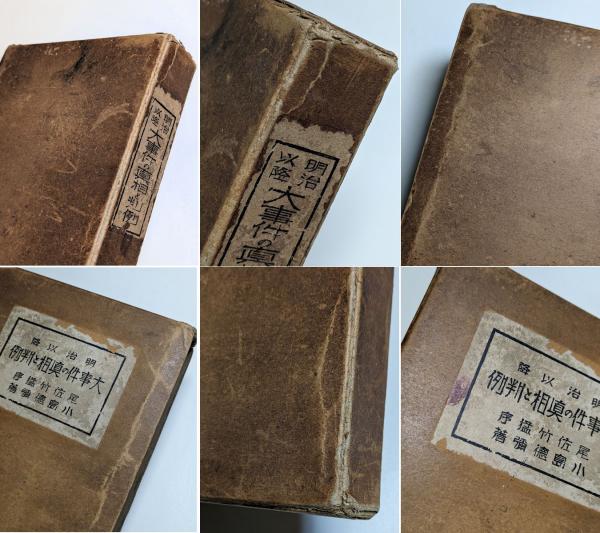 明治
以降
大事件の眞相と判例
明治
以降
大事件の眞
明治以降
大事件の眞相と判例
尾佐竹猛序
小島德彌著
明治以降
事件の眞相と判例
尾佐竹猛序
小島德彌著